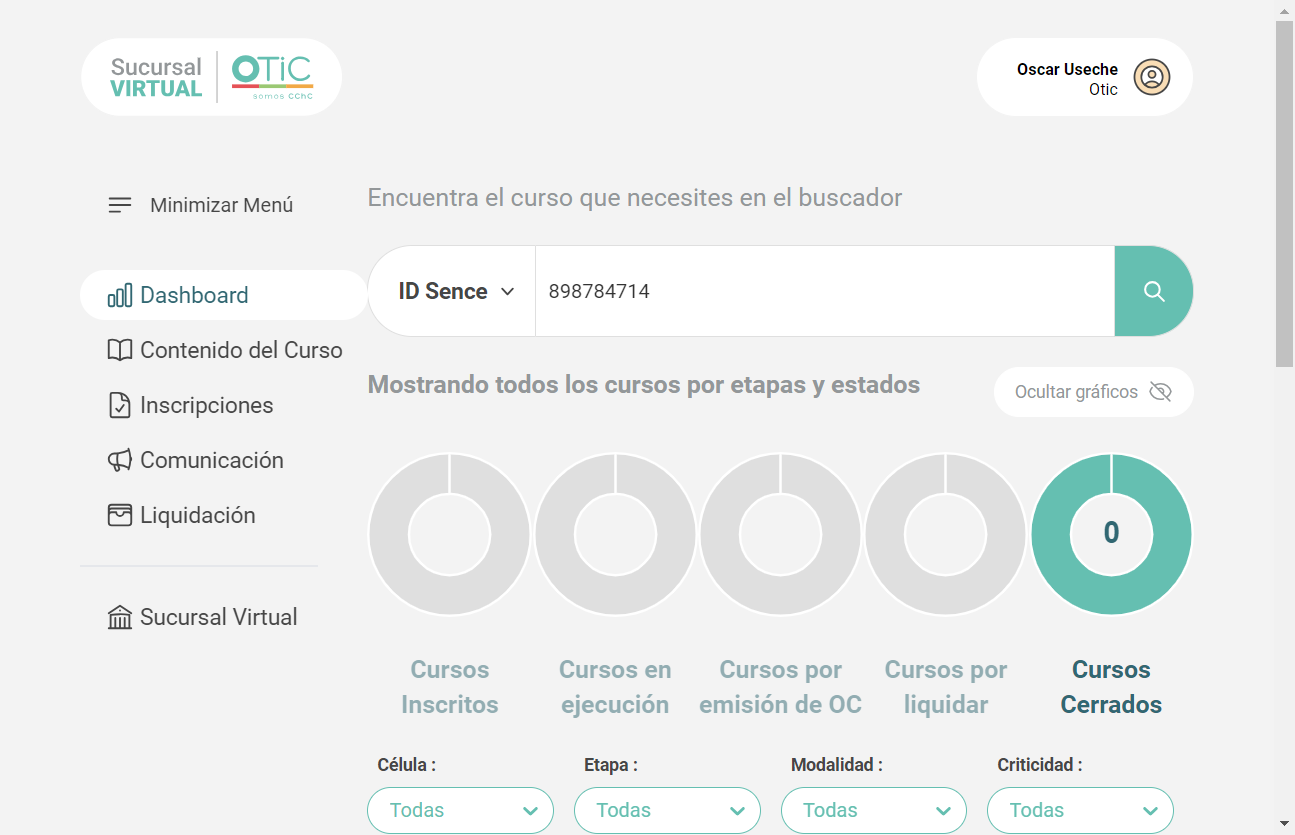 Sucursal
VIRTUAL
OTiC
somos CChC
Oscar Useche
Otic
Minimizar Menú
Encuentra el curso que necesites en el buscador
Dashboard
ID Sence
898784714
Contenido del Curso
Mostrando todos los cursos por etapas y estados
Ocultar gráficos
Inscripciones
Comunicación
Liquidación
0
Sucursal Virtual
Cursos
Inscritos
Cursos en
ejecución
Cursos por
emisión de OC
Cursos por
liquidar
Cursos
Cerrados
Célula :
Etapa :
Modalidad :
Criticidad :
Todas
Todas
Todas
Todas